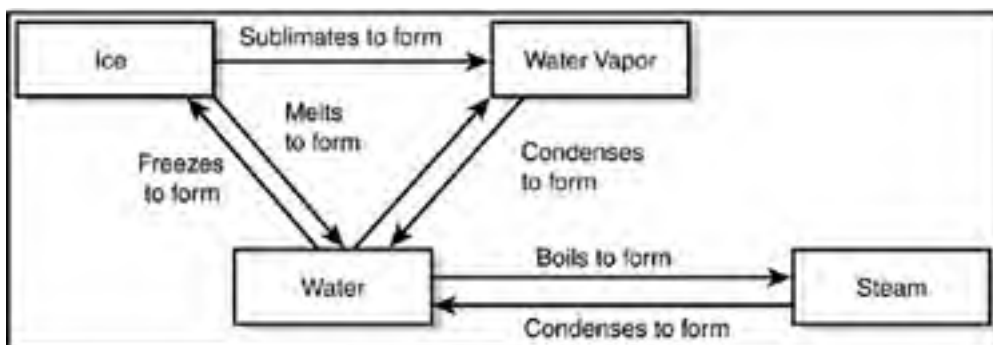 Ice
Sublimates to form
Water Vapor
Melts
to form
Freezes
to form
Condenses
to form
Water
Boils to form
Condenses to form
Steam